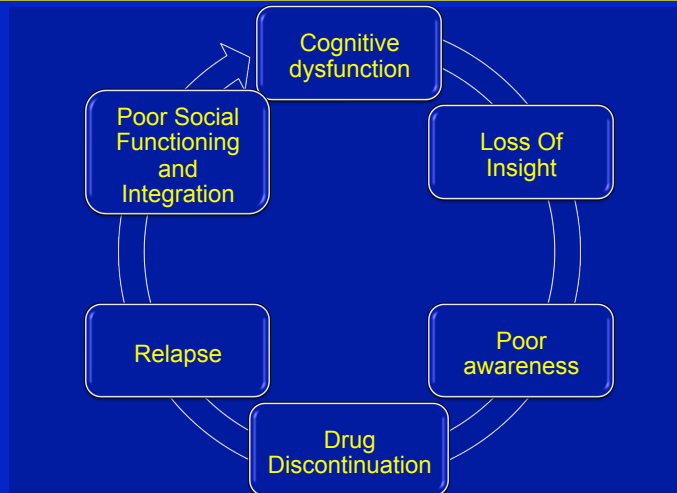 Cognitive
dysfunction
Loss Of
Insight
Poor
awareness
Drug
Discontinuation
Relapse
Poor Social
Functioning
and
Integration